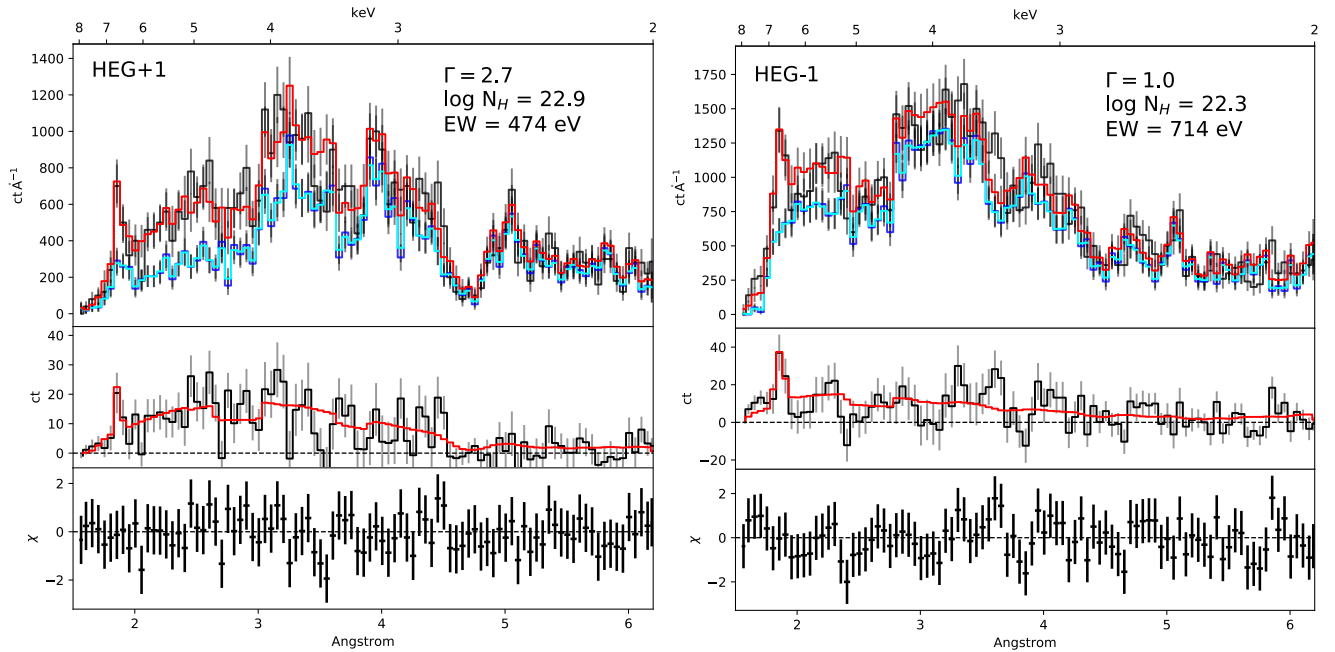 keV
8 7 6 5 4 3 2
HEG+1
Γ = 2.7
log N_H = 22.9
EW = 474 eV
1400
1200
1000
800
600
400
200
0
ct Å⁻¹
40
30
20
10
0
ct
2
0
−2
χ
2 3 4 5 6
Angstrom
keV
8 7 6 5 4 3 2
HEG-1
Γ = 1.0
log N_H = 22.3
EW = 714 eV
1750
1500
1250
1000
750
500
250
0
ct Å⁻¹
40
20
0
−20
ct
2
0
−2
χ
2 3 4 5 6
Angstrom